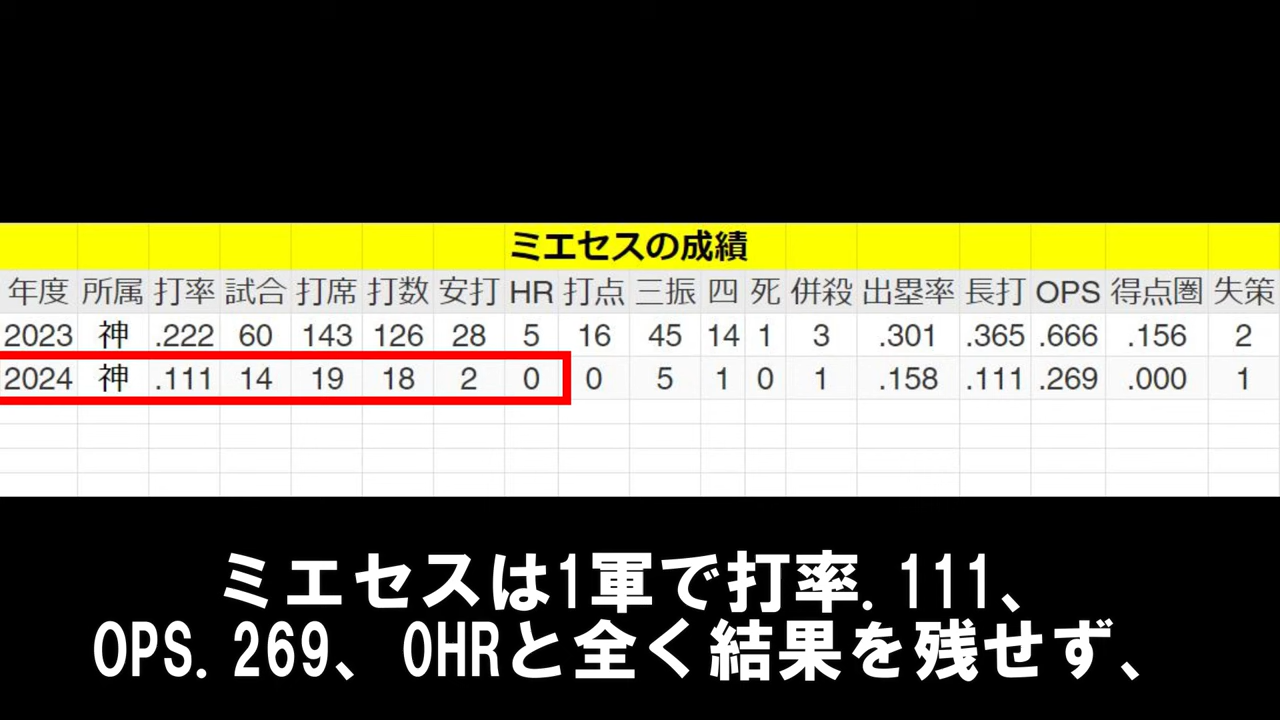 ミエセスの成績
年度 所属 打率 試合 打席 打数 安打 HR 打点 三振 四 死 併殺 出塁率 長打 OPS 得点圏 失策
2023 神 .222 60 143 126 28 5 16 45 14 1 3 .301 .365 .666 .156 2
2024 神 .111 14 19 18 2 0 0 5 1 0 1 .158 .111 .269 .000 1
ミエセスは1軍で打率.111、
OPS.269、0HRと全く結果を残せず、